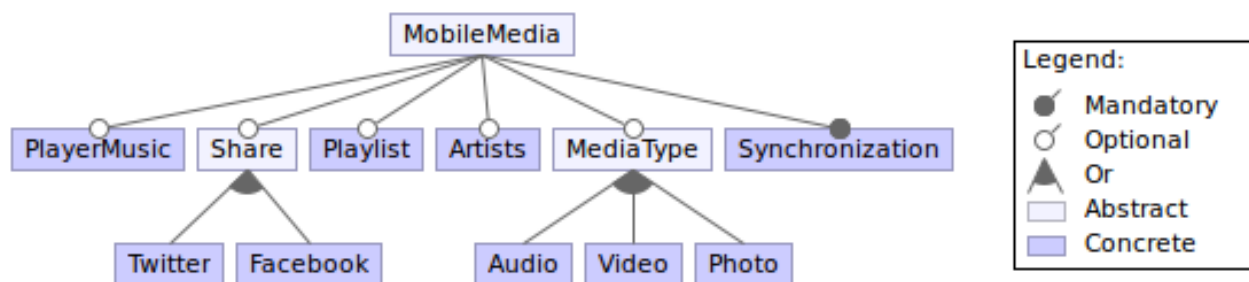 MobileMedia
PlayerMusic Share Playlist Artists MediaType Synchronization
Twitter Facebook Audio Video Photo
Legend:
Mandatory
Optional
Or
Abstract
Concrete